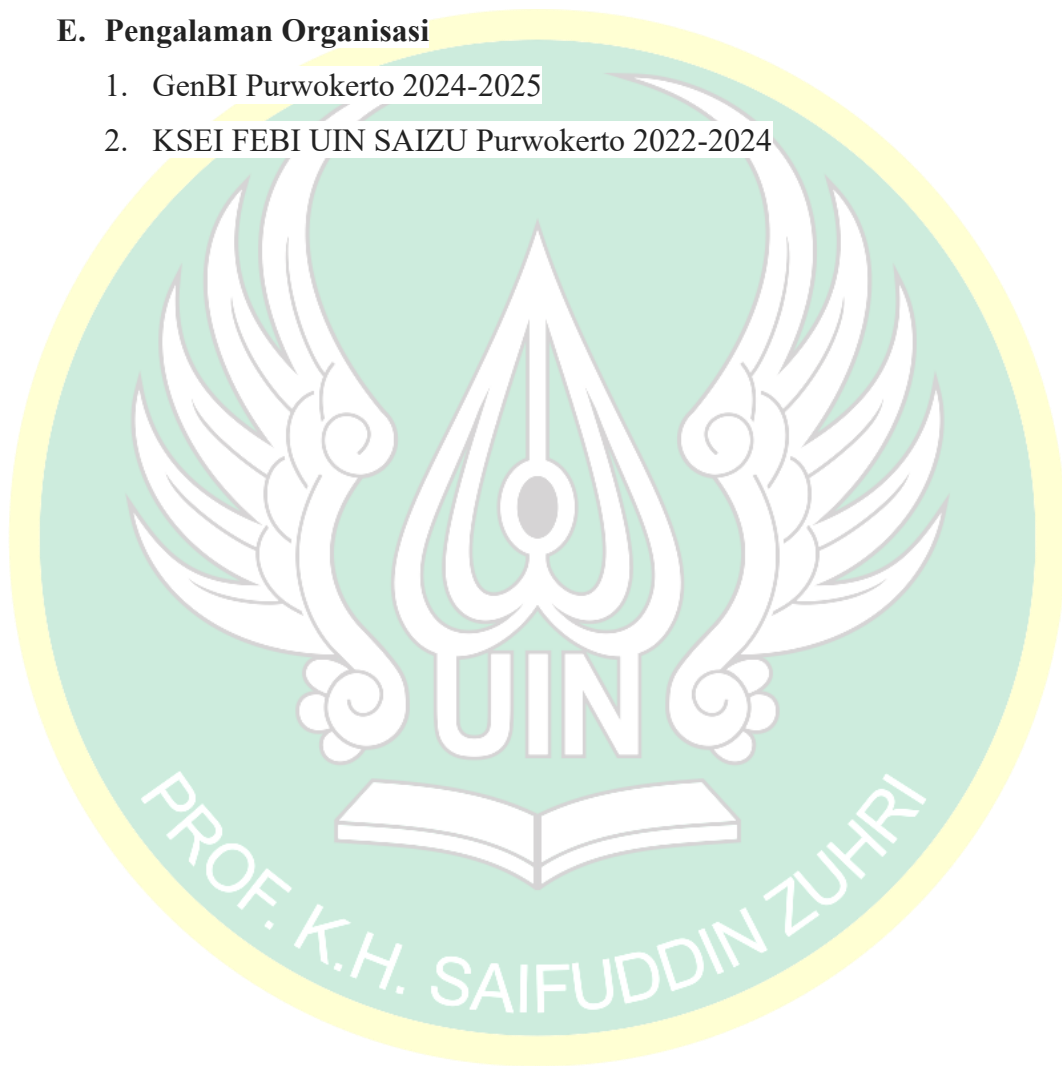 E. Pengalaman Organisasi
1. GenBI Purwokerto 2024-2025
2. KSEI FEBI UIN SAIZU Purwokerto 2022-2024
UIN
PROF. K.H. SAIFUDDIN ZUHRI